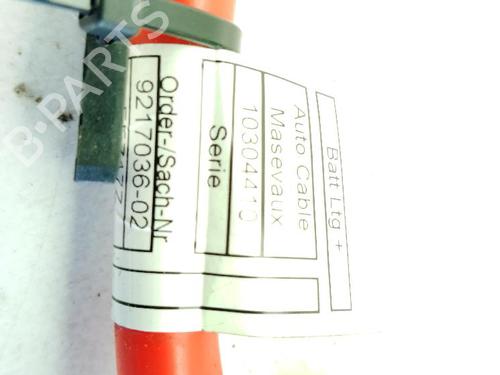 Batt Ltg +
Auto Cable
Masevaux
10304410
Serie
Order-/Sach-Nr
9217036-02
B-PARTS